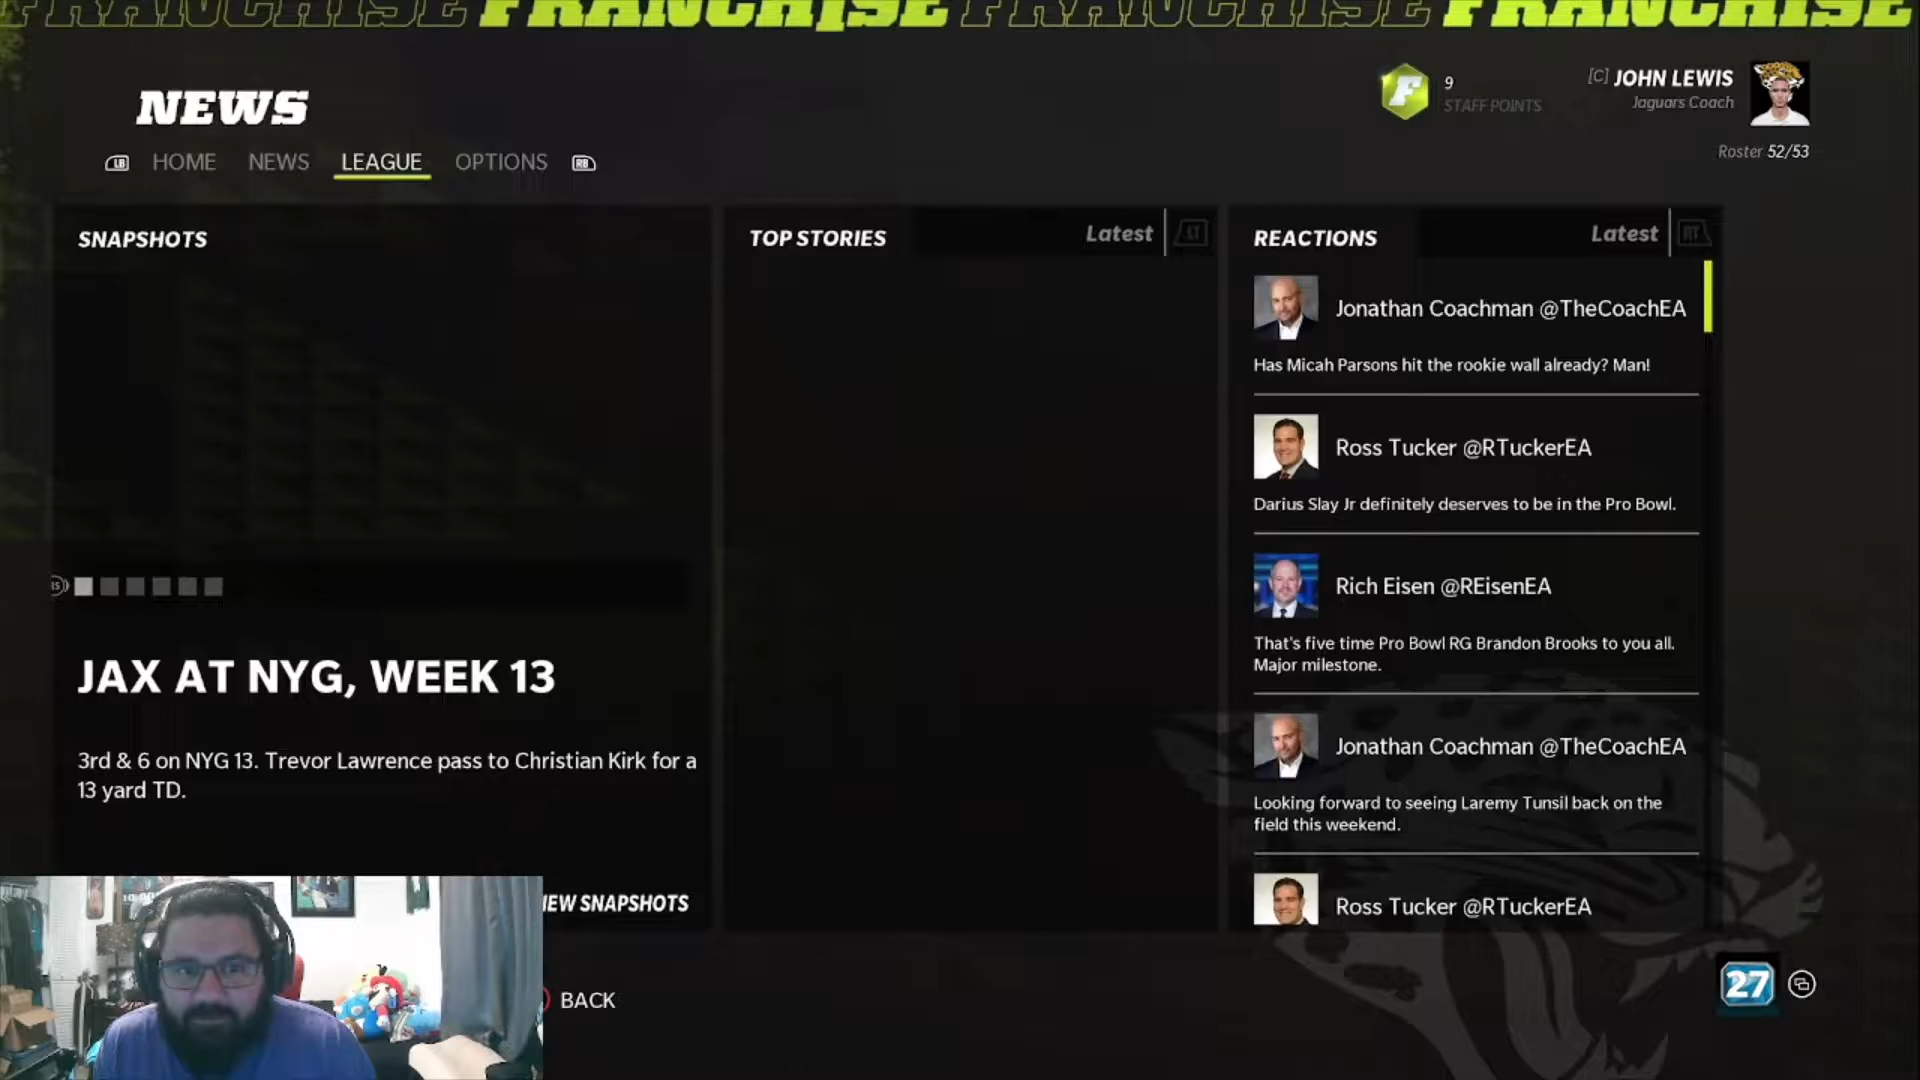 FRANCHISE FRANCHISE FRANCHISE FRANCHISE
NEWS
9
STAFF POINTS
[C] JOHN LEWIS
Jaguars Coach
Roster 52/53
LB HOME NEWS LEAGUE OPTIONS RB
SNAPSHOTS
JAX AT NYG, WEEK 13
3rd & 6 on NYG 13. Trevor Lawrence pass to Christian Kirk for a
13 yard TD.
IEW SNAPSHOTS
TOP STORIES
Latest LT
REACTIONS
Latest RT
Jonathan Coachman @TheCoachEA
Has Micah Parsons hit the rookie wall already? Man!
Ross Tucker @RTuckerEA
Darius Slay Jr definitely deserves to be in the Pro Bowl.
Rich Eisen @REisenEA
That's five time Pro Bowl RG Brandon Brooks to you all.
Major milestone.
Jonathan Coachman @TheCoachEA
Looking forward to seeing Laremy Tunsil back on the
field this weekend.
Ross Tucker @RTuckerEA
BACK
27